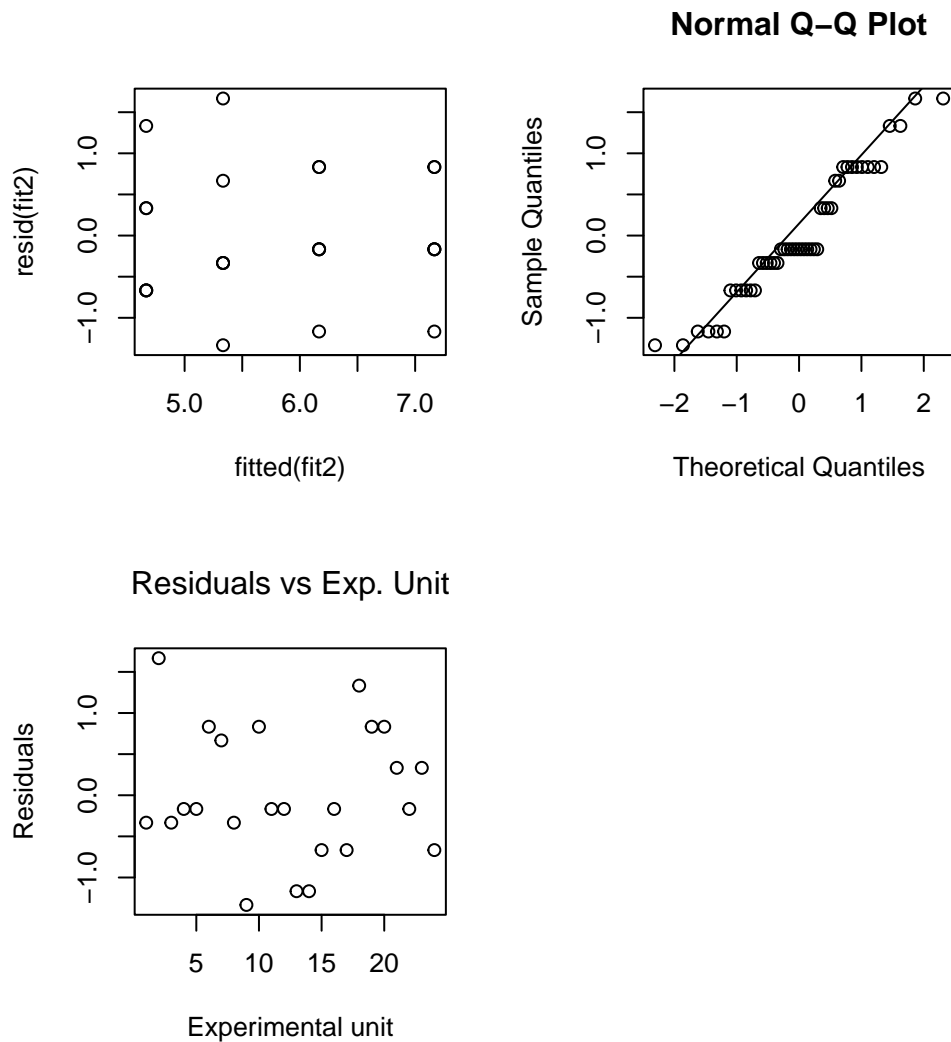 Normal Q−Q Plot
resid(fit2)
−1.0 0.0 1.0
5.0 6.0 7.0
fitted(fit2)
Sample Quantiles
−1.0 0.0 1.0
−2 −1 0 1 2
Theoretical Quantiles
Residuals vs Exp. Unit
Residuals
−1.0 0.0 1.0
5 10 15 20
Experimental unit